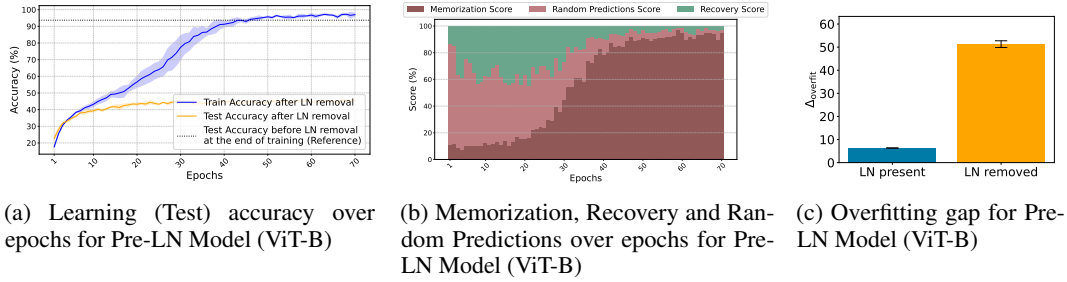 100
90
80
70
60
50
40
30
20
Accuracy (%)
Train Accuracy after LN removal
Test Accuracy after LN removal
Test Accuracy before LN removal
at the end of training (Reference)
1 10 20 30 40 50 60 70
Epochs
Memorization Score Random Predictions Score Recovery Score
100
80
60
40
20
0
Score (%)
1 10 20 30 40 50 60 70
Epochs
60
50
40
30
20
10
0
Δoverfit
LN present LN removed
(a) Learning (Test) accuracy over
epochs for Pre-LN Model (ViT-B)
(b) Memorization, Recovery and Ran-
dom Predictions over epochs for Pre-
LN Model (ViT-B)
(c) Overfitting gap for Pre-
LN Model (ViT-B)